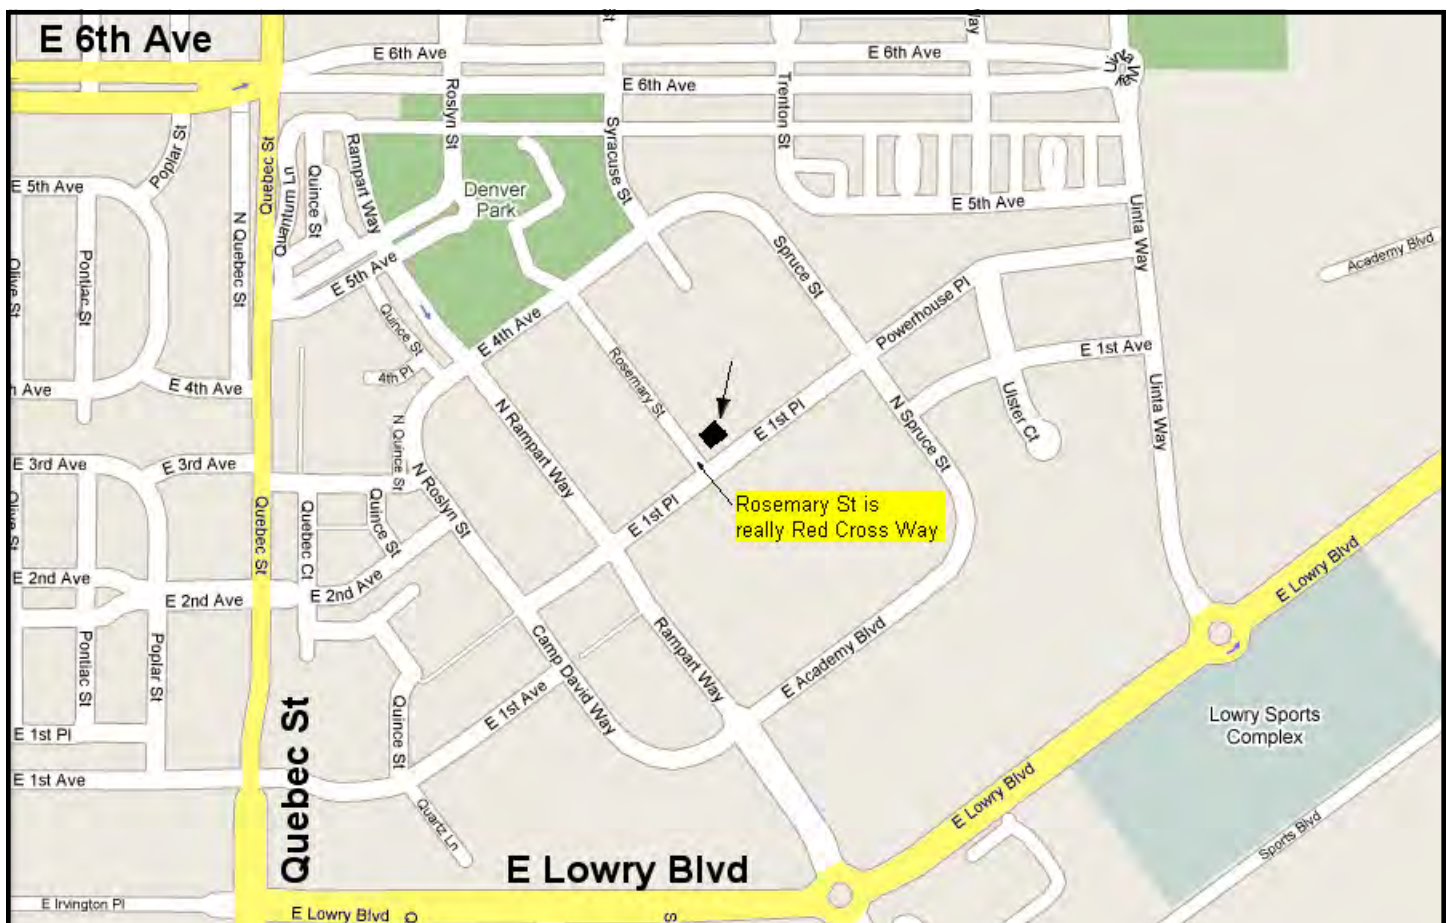 E 6th Ave
E 6th Ave
E 6th Ave
E 6th Ave
Uinta Way
Roslyn St
Syracuse St
Trenton St
St
Way
Poplar St
Quebec St
Rampart Way
E 5th Ave
Quantum
Quince St
Denver
Park
E 5th Ave
Uinta Way
N Quebec St
Academy Blvd
Pontiac St
Olive St
E 5th Ave
Spruce St
Powerhouse Pl
Quince St
E 4th Ave
E 1st Ave
4th Pl
Rosemary St
Ave
E 4th Ave
N Quince St
N Rampart Way
E 1st Pl
N Spruce St
Ulster Ct
Uinta Way
E 3rd Ave
E 3rd Ave
N Roslyn St
Olive St
Quebec St
Quebec Ct
Quince St
E 1st Pl
Rosemary St is
really Red Cross Way
E Lowry Blvd
E 2nd Ave
E 2nd Ave
E 2nd Ave
Pontiac St
Poplar St
Camp David Way
Rampart Way
E Academy Blvd
Quince St
E 1st Ave
Lowry Sports
Complex
E 1st Pl
E 1st Ave
Quebec St
Quartz Ln
E Lowry Blvd
Sports Blvd
E Lowry Blvd
E Irvington Pl
E Lowry Blvd
Q
S